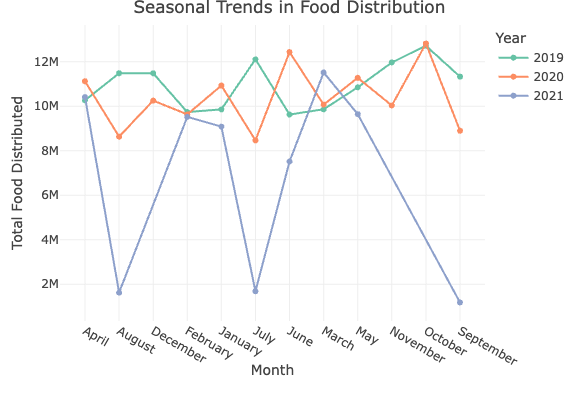 Seasonal Trends in Food Distribution
Year
2019
2020
2021
Total Food Distributed
12M
10M
8M
6M
4M
2M
April
August
December
February
January
July
June
March
May
November
October
September
Month